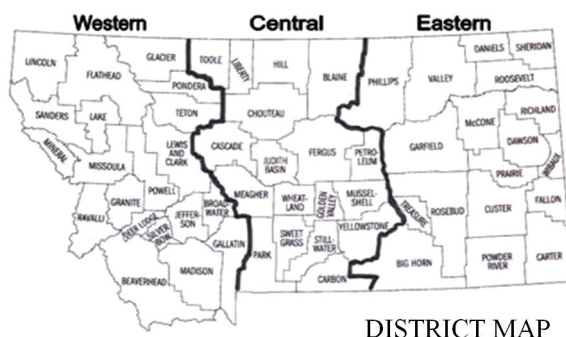 Western Central Eastern
LINCOLN
FLATHEAD
GLACIER
TOOLE
LIBERTY
HILL
BLAINE
PHILLIPS
VALLEY
DANIELS
SHERIDAN
ROOSEVELT
PONDERA
SANDERS
LAKE
TETON
CHOUTEAU
McCONE
RICHLAND
MINERAL
MISSOULA
LEWIS
AND
CLARK
CASCADE
JUDITH
BASIN
FERGUS
PETRO-
LEUM
GARFIELD
DAWSON
PRAIRIE
WIBAUX
POWELL
MEAGHER
WHEAT-
LAND
GOLDEN
VALLEY
MUSSEL-
SHELL
TREASURE
ROSEBUD
CUSTER
FALLON
RAVALLI
GRANITE
DEER LODGE
SILVER
BOW
JEFFER-
SON
BROAD
WATER
GALLATIN
PARK
SWEET
GRASS
STILL-
WATER
YELLOWSTONE
BIG HORN
POWDER
RIVER
CARTER
BEAVERHEAD
MADISON
CARBON
DISTRICT MAP